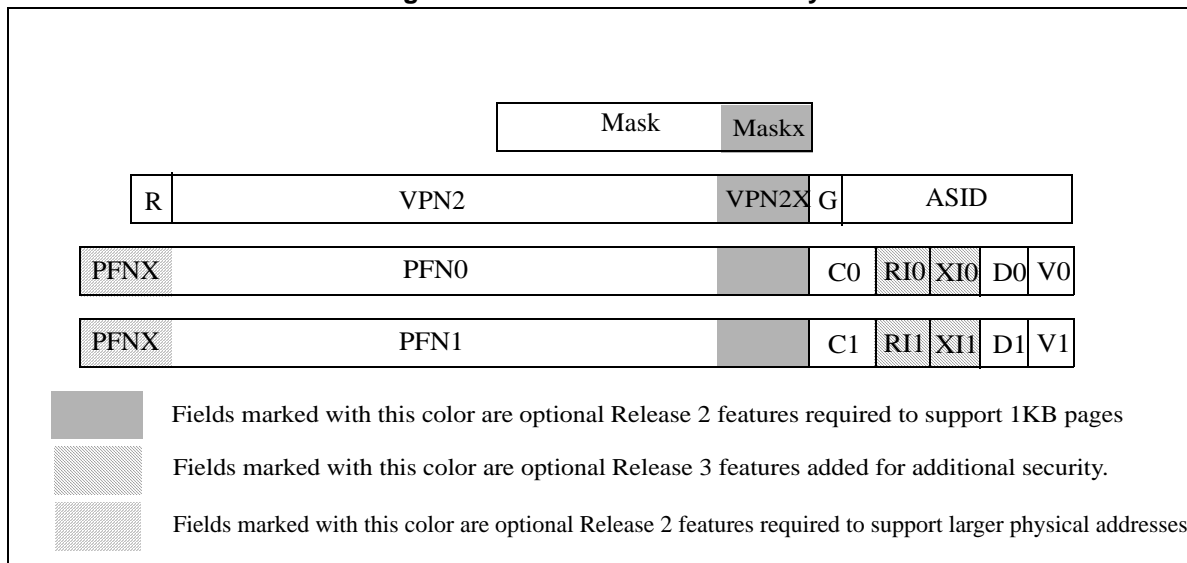 Mask Maskx
R VPN2 VPN2X G ASID
PFNX PFN0 C0 RI0 XI0 D0 V0
PFNX PFN1 C1 RI1 XI1 D1 V1
Fields marked with this color are optional Release 2 features required to support 1KB pages
Fields marked with this color are optional Release 3 features added for additional security.
Fields marked with this color are optional Release 2 features required to support larger physical addresses